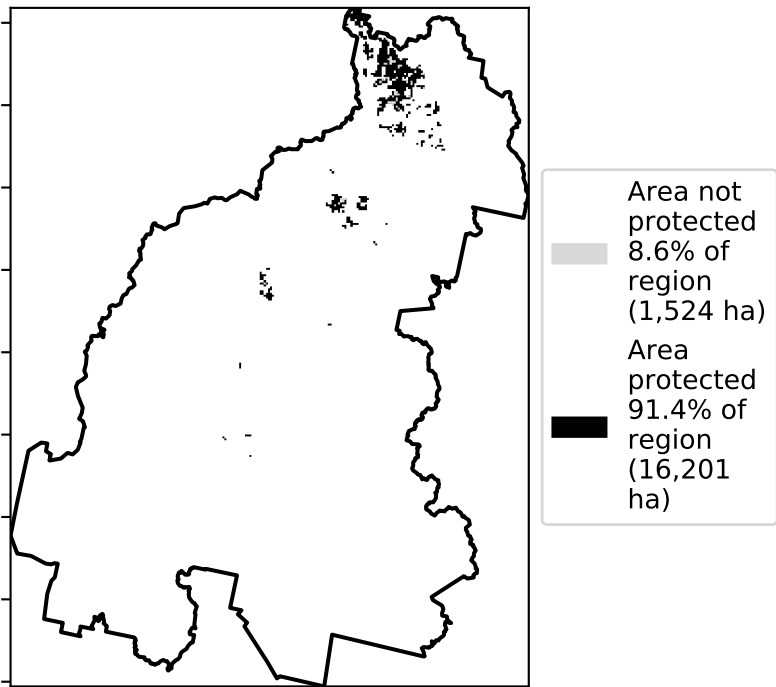 Area not
protected
8.6% of
region
(1,524 ha)
Area
protected
91.4% of
region
(16,201
ha)